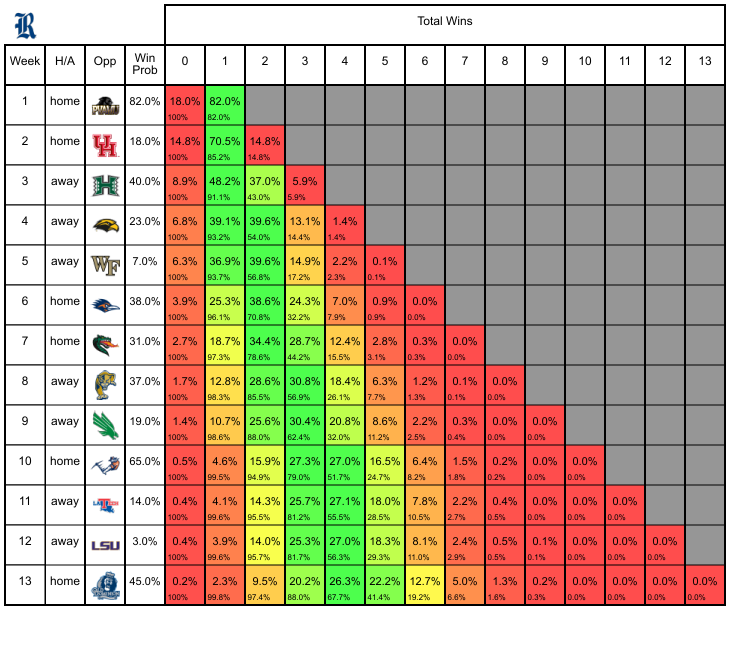 R
Total Wins
Week H/A Opp Win Prob 0 1 2 3 4 5 6 7 8 9 10 11 12 13
1 home PVAMU 82.0% 18.0% 82.0%
100% 82.0%
2 home UH 18.0% 14.8% 70.5% 14.8%
100% 85.2% 14.8%
3 away H 40.0% 8.9% 48.2% 37.0% 5.9%
100% 91.1% 43.0% 5.9%
4 away 23.0% 6.8% 39.1% 39.6% 13.1% 1.4%
100% 93.2% 54.0% 14.4% 1.4%
5 away WF 7.0% 6.3% 36.9% 39.6% 14.9% 2.2% 0.1%
100% 93.7% 56.8% 17.2% 2.3% 0.1%
6 home 38.0% 3.9% 25.3% 38.6% 24.3% 7.0% 0.9% 0.0%
100% 96.1% 70.8% 32.2% 7.9% 0.9% 0.0%
7 home 31.0% 2.7% 18.7% 34.4% 28.7% 12.4% 2.8% 0.3% 0.0%
100% 97.3% 78.6% 44.2% 15.5% 3.1% 0.3% 0.0%
8 away 37.0% 1.7% 12.8% 28.6% 30.8% 18.4% 6.3% 1.2% 0.1% 0.0%
100% 98.3% 85.5% 56.9% 26.1% 7.7% 1.3% 0.1% 0.0%
9 away 19.0% 1.4% 10.7% 25.6% 30.4% 20.8% 8.6% 2.2% 0.3% 0.0% 0.0%
100% 98.6% 88.0% 62.4% 32.0% 11.2% 2.5% 0.4% 0.0% 0.0%
10 home 65.0% 0.5% 4.6% 15.9% 27.3% 27.0% 16.5% 6.4% 1.5% 0.2% 0.0% 0.0%
100% 99.5% 94.9% 79.0% 51.7% 24.7% 8.2% 1.8% 0.2% 0.0% 0.0%
11 away 14.0% 0.4% 4.1% 14.3% 25.7% 27.1% 18.0% 7.8% 2.2% 0.4% 0.0% 0.0% 0.0%
100% 99.6% 95.5% 81.2% 55.5% 28.5% 10.5% 2.7% 0.5% 0.0% 0.0% 0.0%
12 away LSU 3.0% 0.4% 3.9% 14.0% 25.3% 27.0% 18.3% 8.1% 2.4% 0.5% 0.1% 0.0% 0.0% 0.0%
100% 99.6% 95.7% 81.7% 56.3% 29.3% 11.0% 2.9% 0.5% 0.1% 0.0% 0.0% 0.0%
13 home 45.0% 0.2% 2.3% 9.5% 20.2% 26.3% 22.2% 12.7% 5.0% 1.3% 0.2% 0.0% 0.0% 0.0% 0.0%
100% 99.8% 97.4% 88.0% 67.7% 41.4% 19.2% 6.6% 1.6% 0.3% 0.0% 0.0% 0.0% 0.0%